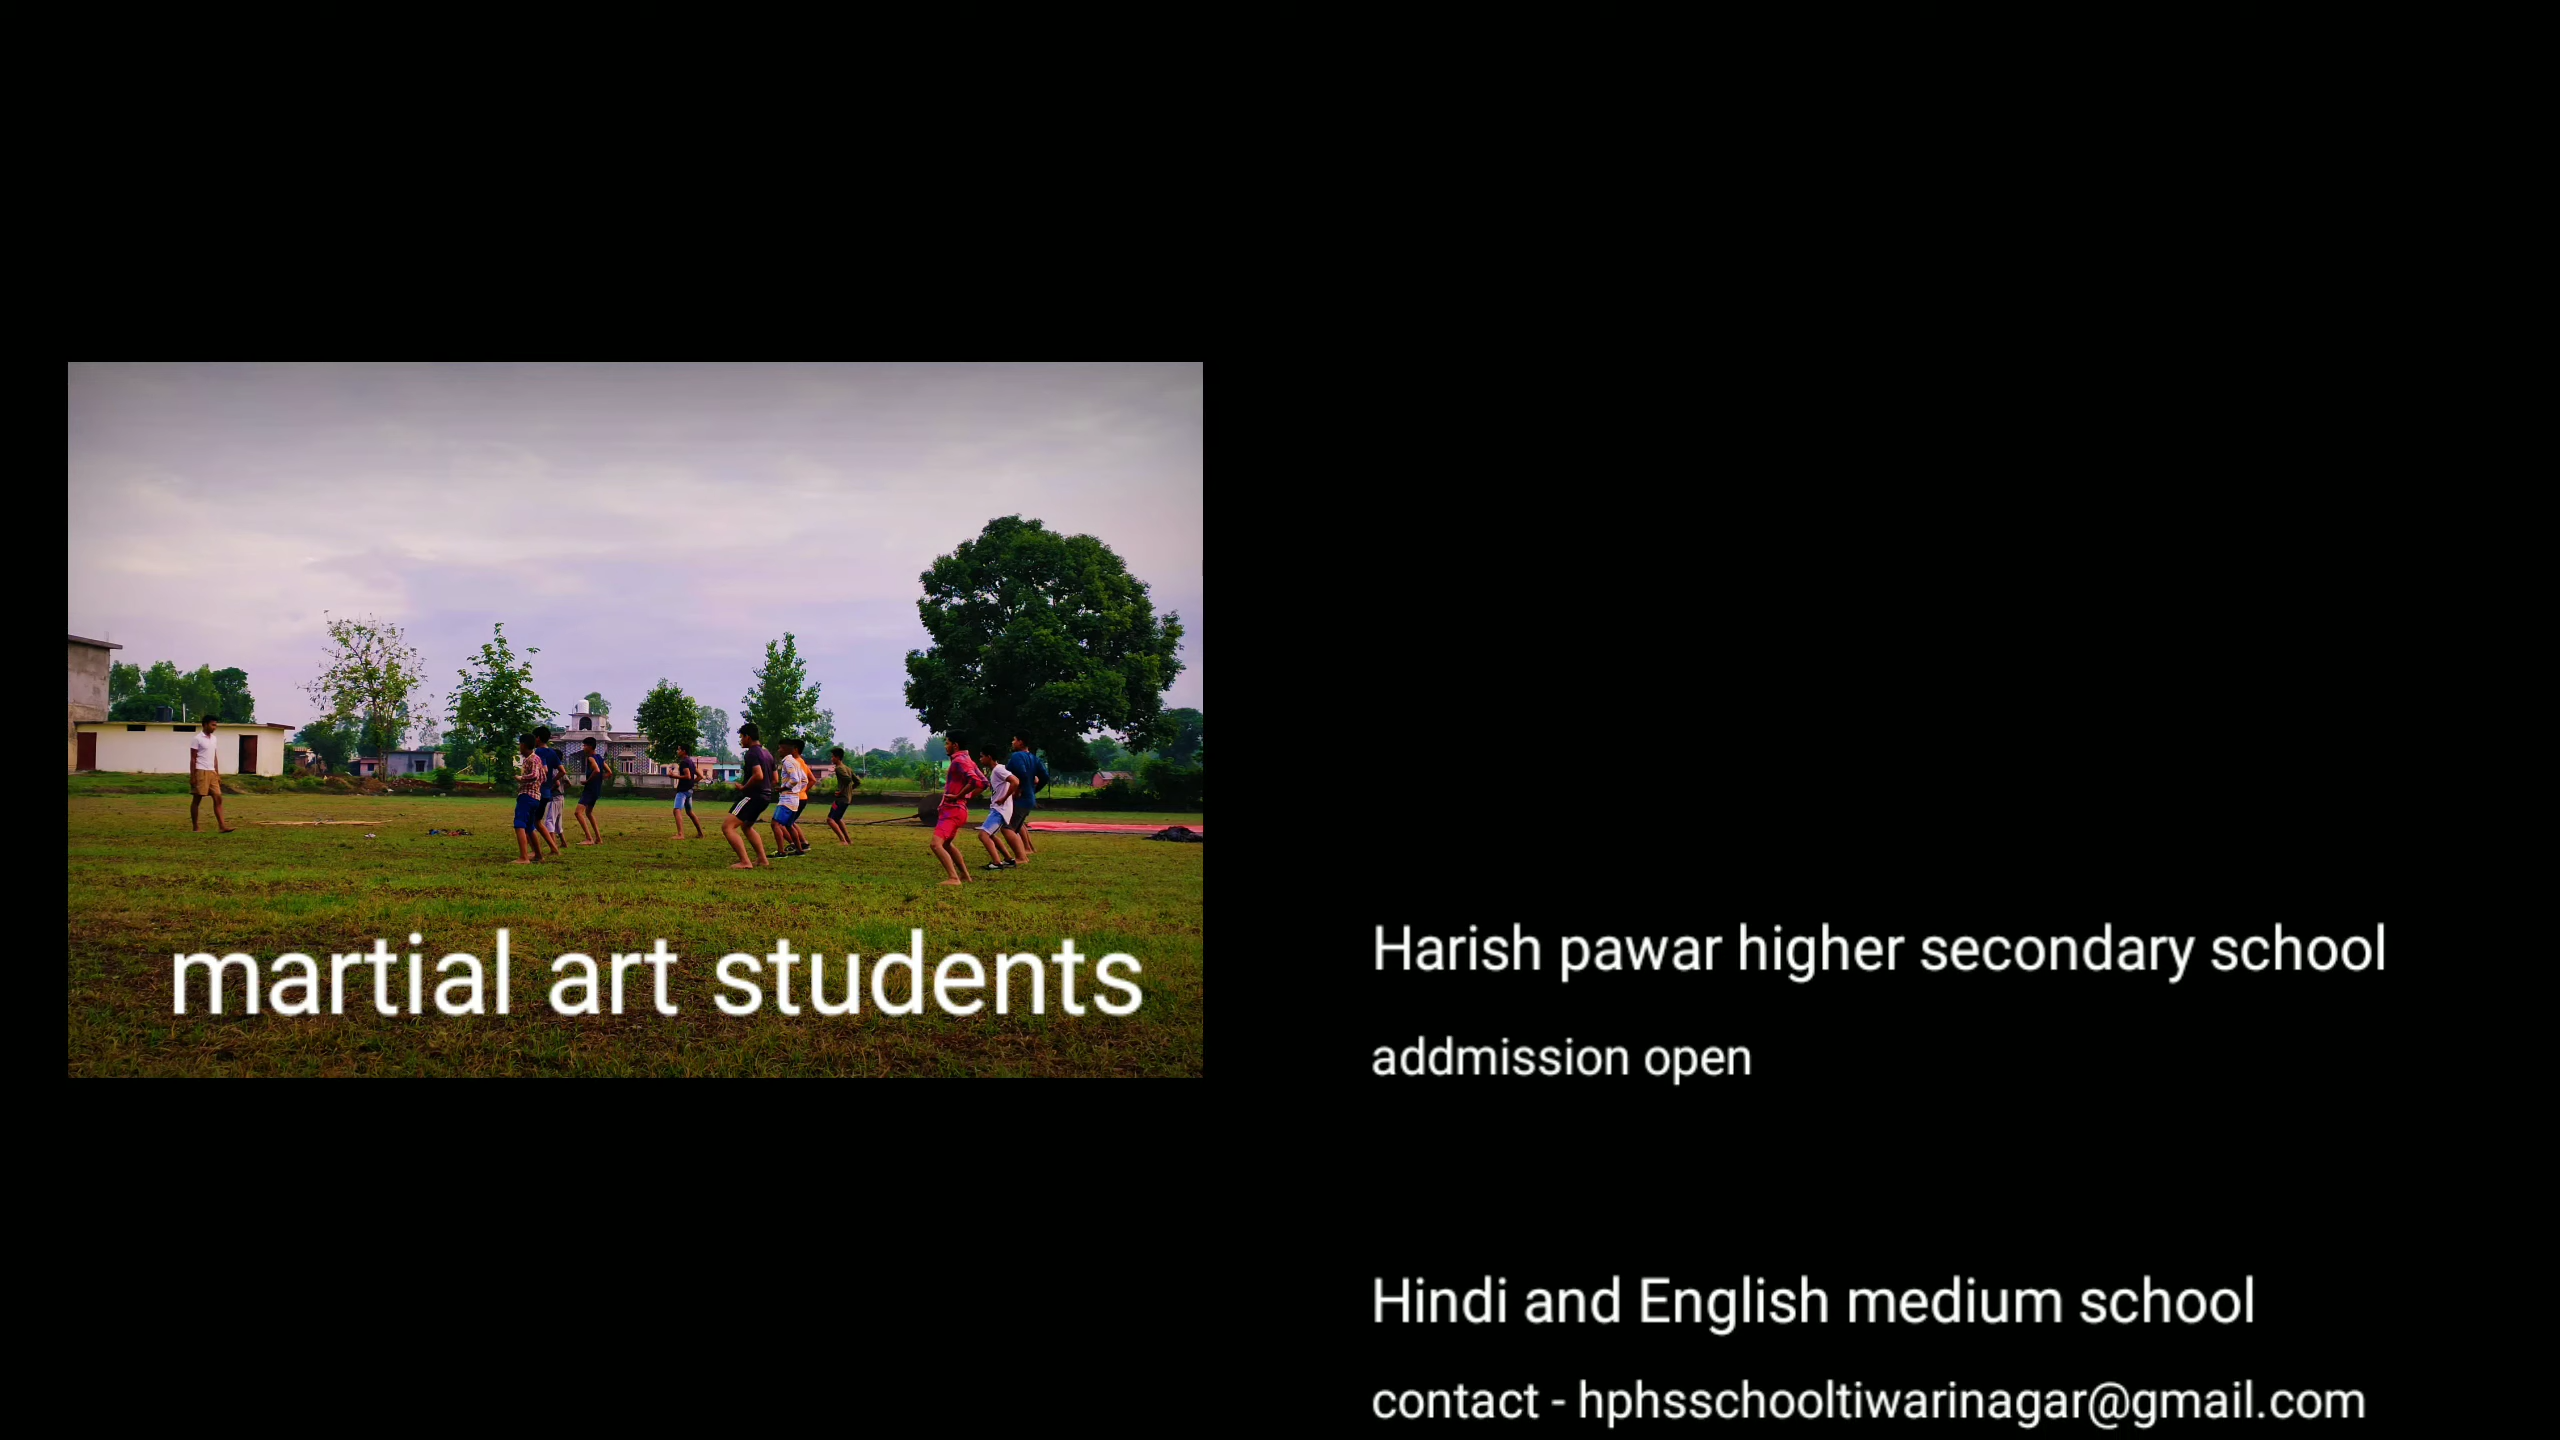 martial art students
Harish pawar higher secondary school
addmission open
Hindi and English medium school
contact - hphsschooltiwarinagar@gmail.com